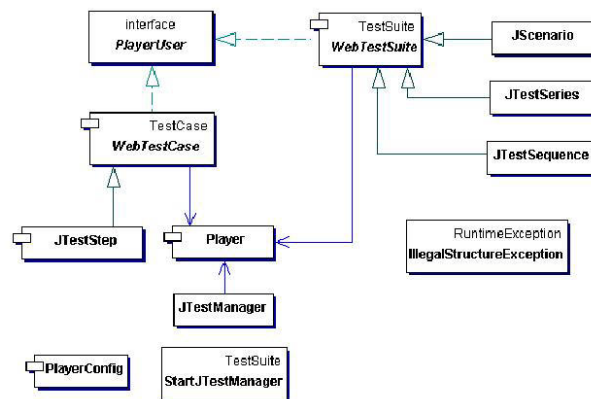 interface
PlayerUser
TestSuite
WebTestSuite
JScenario
JTestSeries
TestCase
WebTestCase
JTestSequence
JTestStep
Player
RuntimeException
IllegalStructureException
JTestManager
PlayerConfig
TestSuite
StartJTestManager